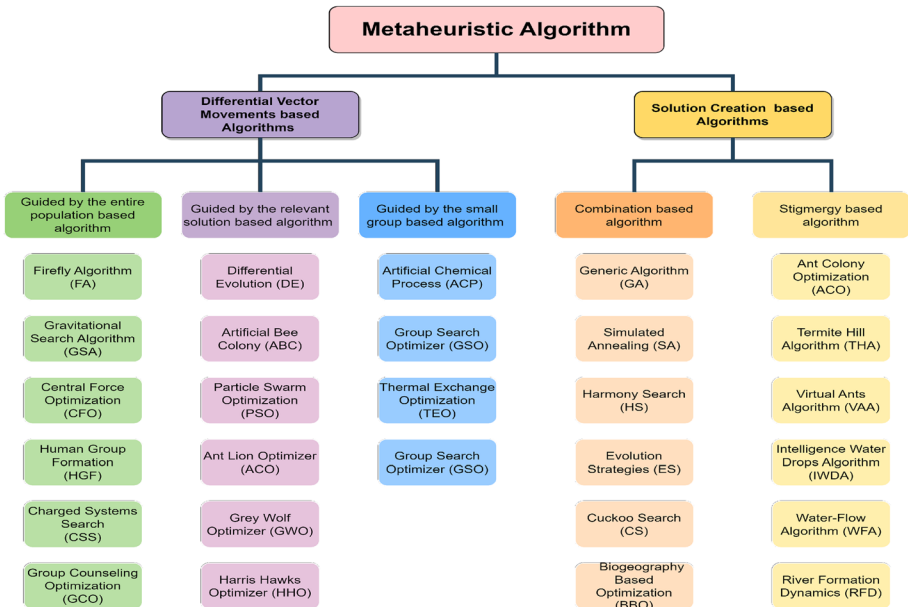 Metaheuristic Algorithm
Differential Vector
Movements based
Algorithms
Solution Creation based
Algorithms
Guided by the entire
population based
algorithm
Guided by the relevant
solution based algorithm
Guided by the small
group based algorithm
Combination based
algorithm
Stigmergy based
algorithm
Firefly Algorithm
(FA)
Differential
Evolution (DE)
Artificial Chemical
Process (ACP)
Generic Algorithm
(GA)
Ant Colony
Optimization
(ACO)
Gravitational
Search Algorithm
(GSA)
Artificial Bee
Colony (ABC)
Group Search
Optimizer (GSO)
Simulated
Annealing (SA)
Termite Hill
Algorithm (THA)
Central Force
Optimization
(CFO)
Particle Swarm
Optimization
(PSO)
Thermal Exchange
Optimization
(TEO)
Harmony Search
(HS)
Virtual Ants
Algorithm (VAA)
Human Group
Formation
(HGF)
Ant Lion Optimizer
(ACO)
Group Search
Optimizer (GSO)
Evolution
Strategies (ES)
Intelligence Water
Drops Algorithm
(IWDA)
Charged Systems
Search
(CSS)
Grey Wolf
Optimizer (GWO)
Cuckoo Search
(CS)
Water-Flow
Algorithm (WFA)
Group Counseling
Optimization
(GCO)
Harris Hawks
Optimizer (HHO)
Biogeography
Based
Optimization
(BBO)
River Formation
Dynamics (RFD)